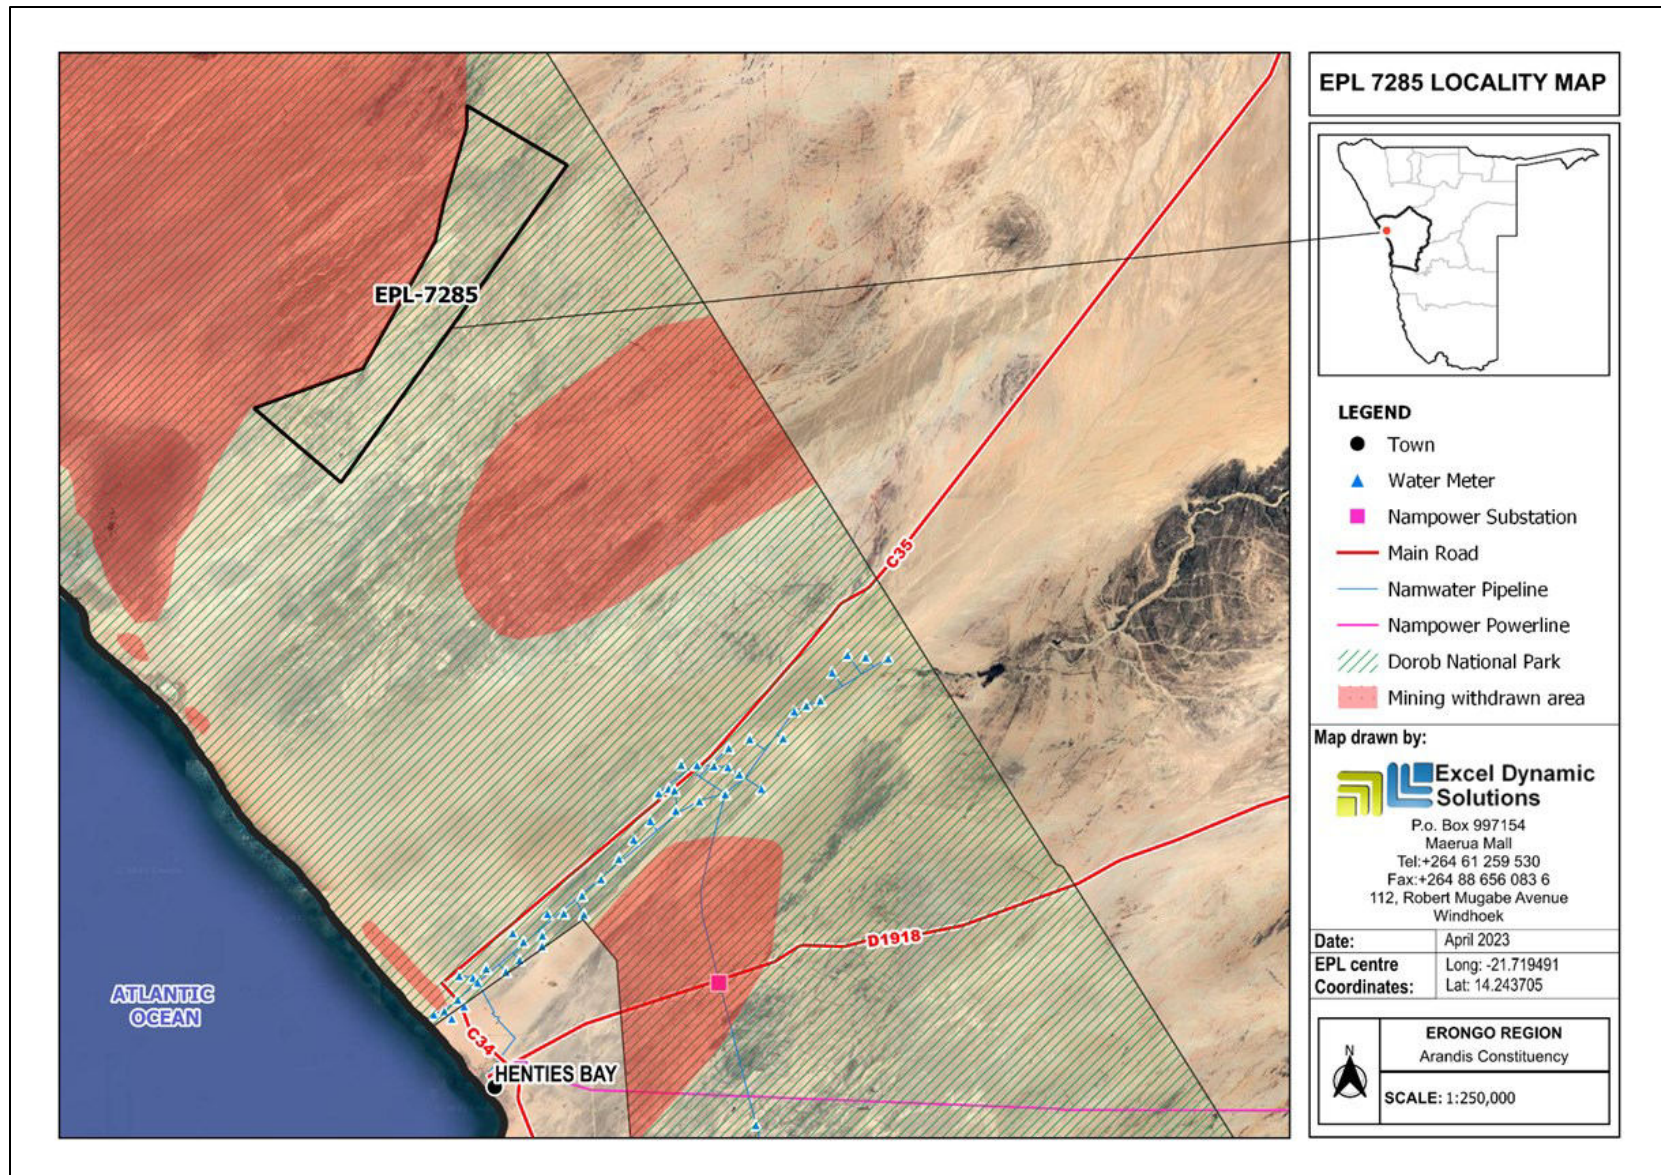 EPL-7285
C35
D1918
C34
HENTIES BAY
ATLANTIC
OCEAN
EPL 7285 LOCALITY MAP
LEGEND
Town
Water Meter
Nampower Substation
Main Road
Namwater Pipeline
Nampower Powerline
Dorob National Park
Mining withdrawn area
Map drawn by:
Excel Dynamic
Solutions
P.o. Box 997154
Maerua Mall
Tel:+264 61 259 530
Fax:+264 88 656 083 6
112, Robert Mugabe Avenue
Windhoek
Date: April 2023
EPL centre Long: -21.719491
Coordinates: Lat: 14.243705
N
ERONGO REGION
Arandis Constituency
SCALE: 1:250,000